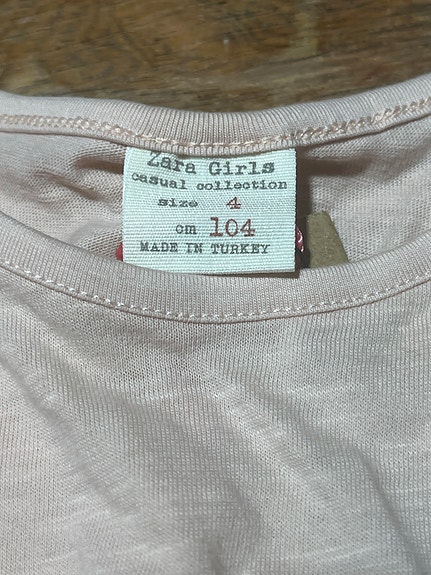 Zara Girls
casual collection
size 4
cm 104
MADE IN TURKEY